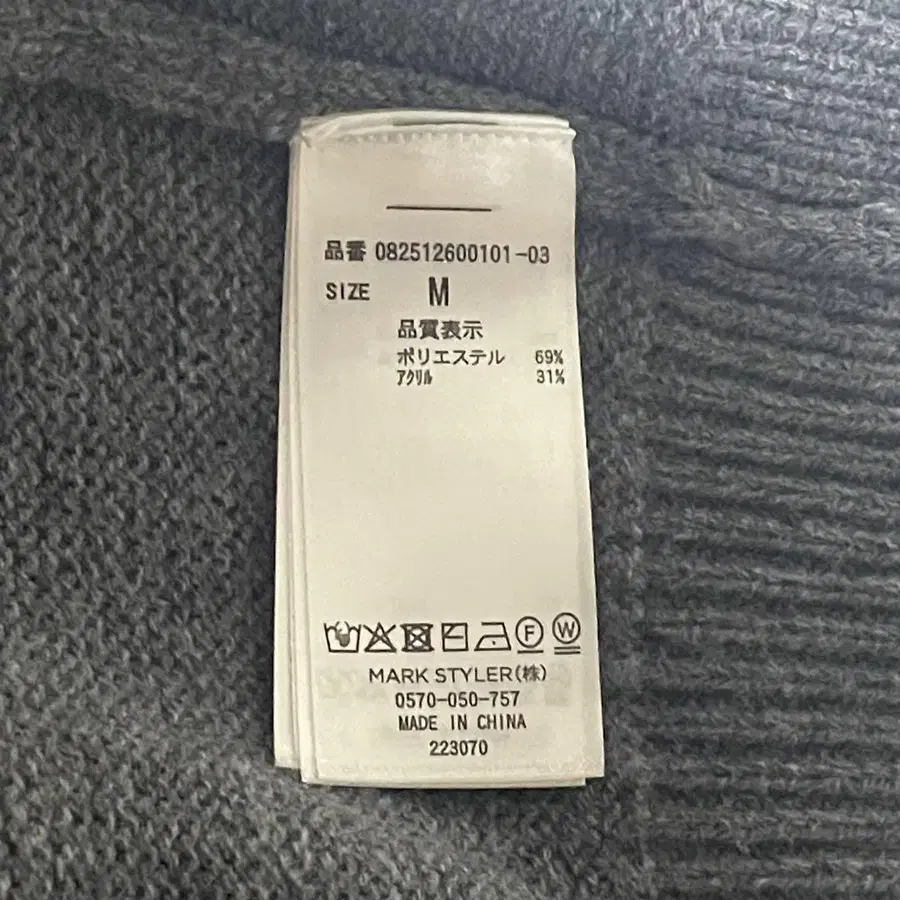 品番 082512600101-03
SIZE M
品質表示
ポリエステル 69%
アクリル 31%
F W
MARK STYLER(株)
0570-050-757
MADE IN CHINA
223070